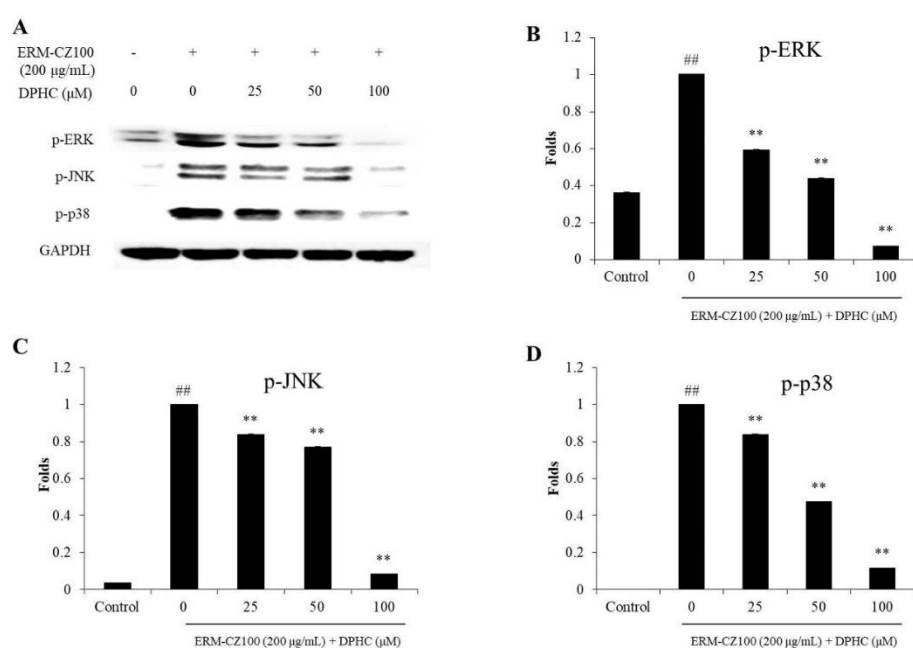 A
ERM-CZ100 - + + + +
(200 μg/mL)
DPHC (μM) 0 0 25 50 100
p-ERK
p-JNK
p-p38
GAPDH
B
p-ERK
1.2
1
0.8
0.6
0.4
0.2
0
Folds
##
**
**
**
Control 0 25 50 100
ERM-CZ100 (200 μg/mL) + DPHC (μM)
C
p-JNK
1.2
1
0.8
0.6
0.4
0.2
0
Folds
##
**
**
**
Control 0 25 50 100
ERM-CZ100 (200 μg/mL) + DPHC (μM)
D
p-p38
1.2
1
0.8
0.6
0.4
0.2
0
Folds
##
**
**
**
Control 0 25 50 100
ERM-CZ100 (200 μg/mL) + DPHC (μM)